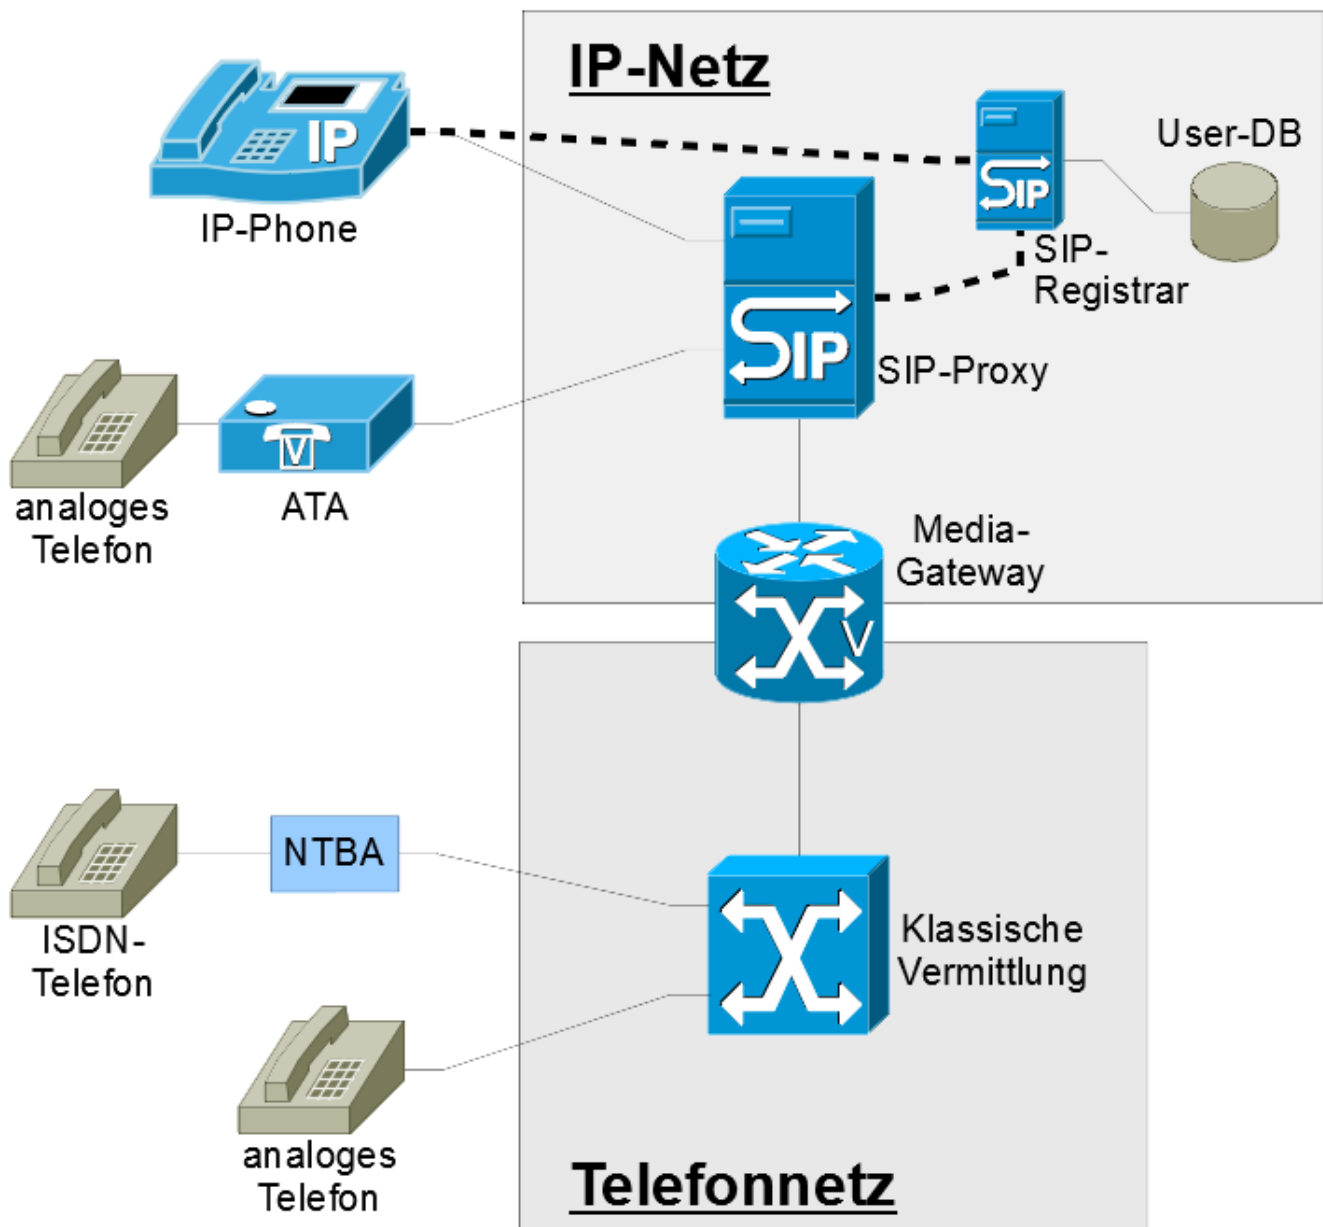 IP-Netz
IP
IP-Phone
User-DB
SIP
SIP-
Registrar
SIP
SIP-Proxy
V
analoges
Telefon
ATA
Media-
Gateway
V
NTBA
ISDN-
Telefon
Klassische
Vermittlung
analoges
Telefon
Telefonnetz